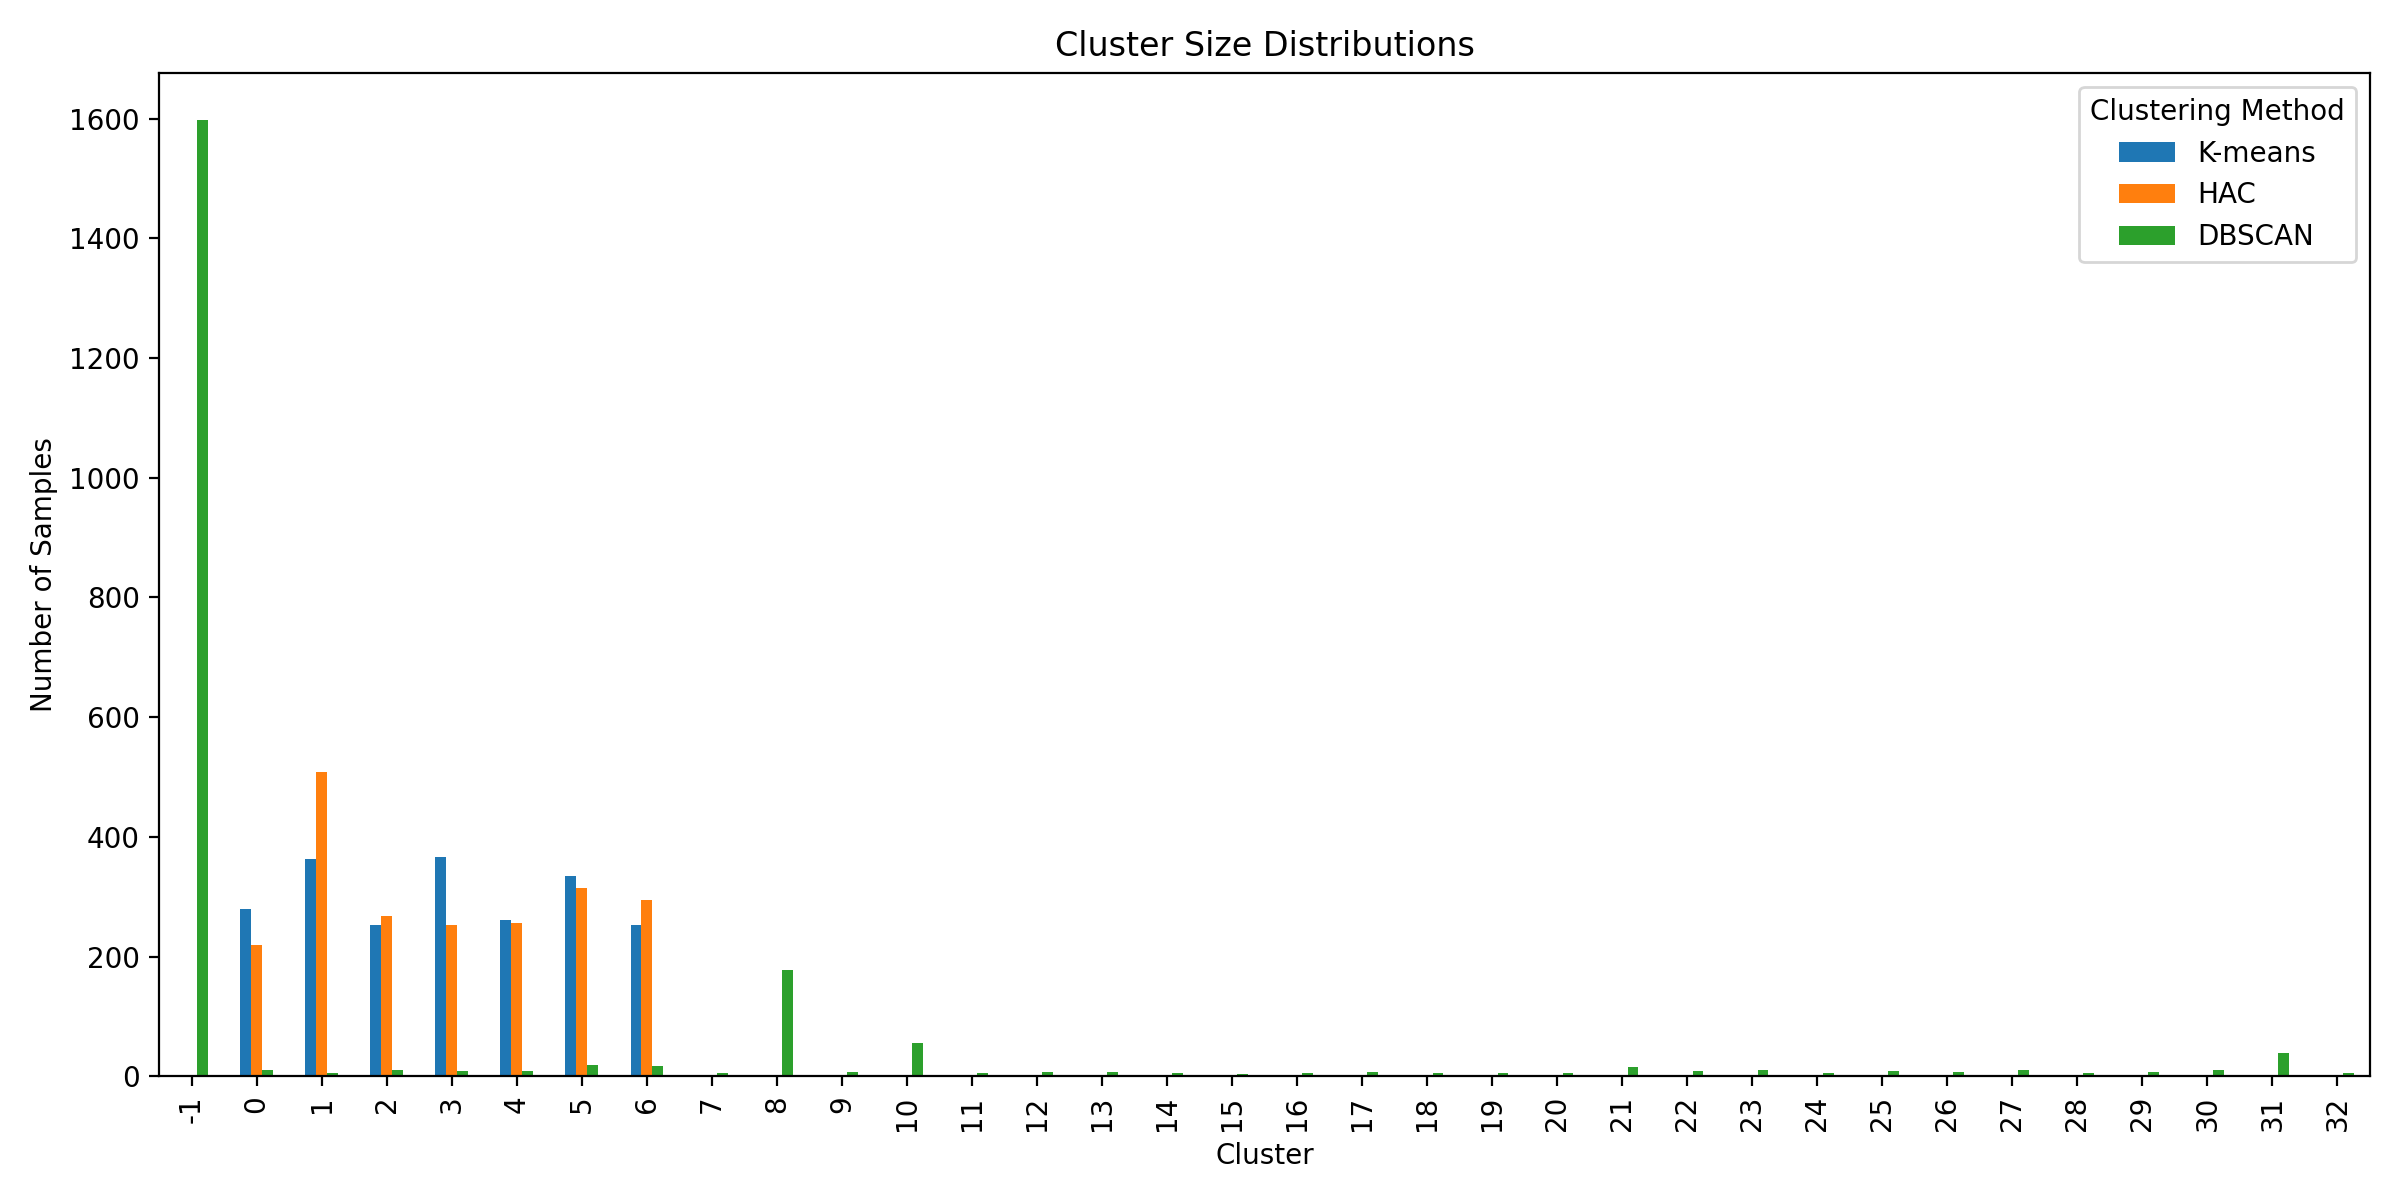 Cluster Size Distributions
Clustering Method
K-means
HAC
DBSCAN
Number of Samples
1600
1400
1200
1000
800
600
400
200
0
-1 0 1 2 3 4 5 6 7 8 9 10 11 12 13 14 15 16 17 18 19 20 21 22 23 24 25 26 27 28 29 30 31 32
Cluster